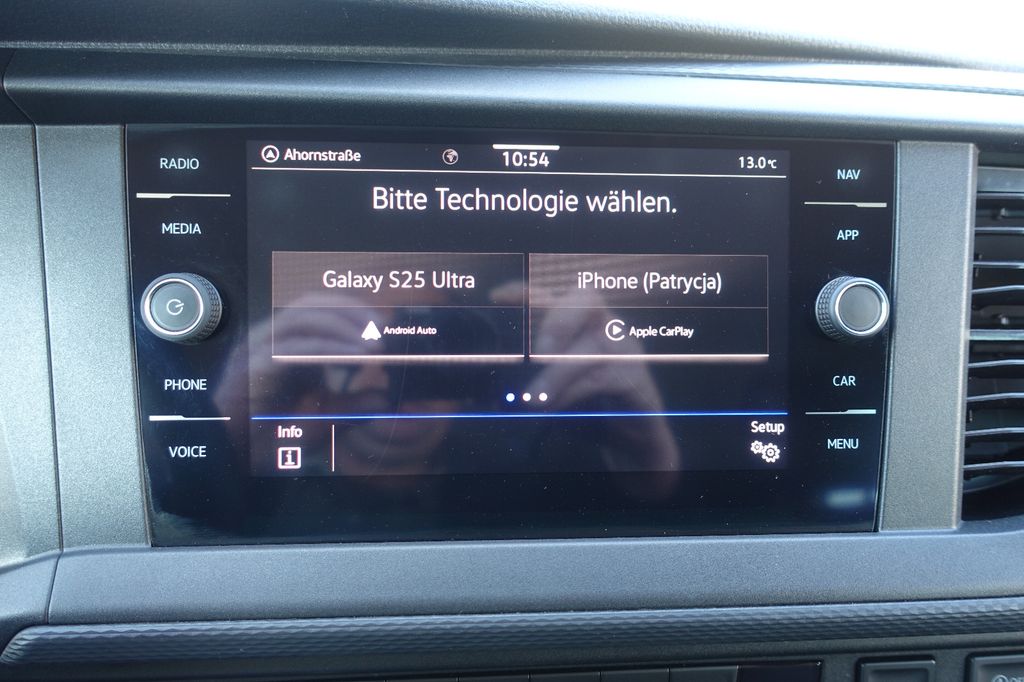 RADIO
MEDIA
PHONE
VOICE
Ahornstraße 10:54 13.0°C
Bitte Technologie wählen.
Galaxy S25 Ultra
Android Auto
iPhone (Patrycja)
Apple CarPlay
Info
Setup
NAV
APP
CAR
MENU